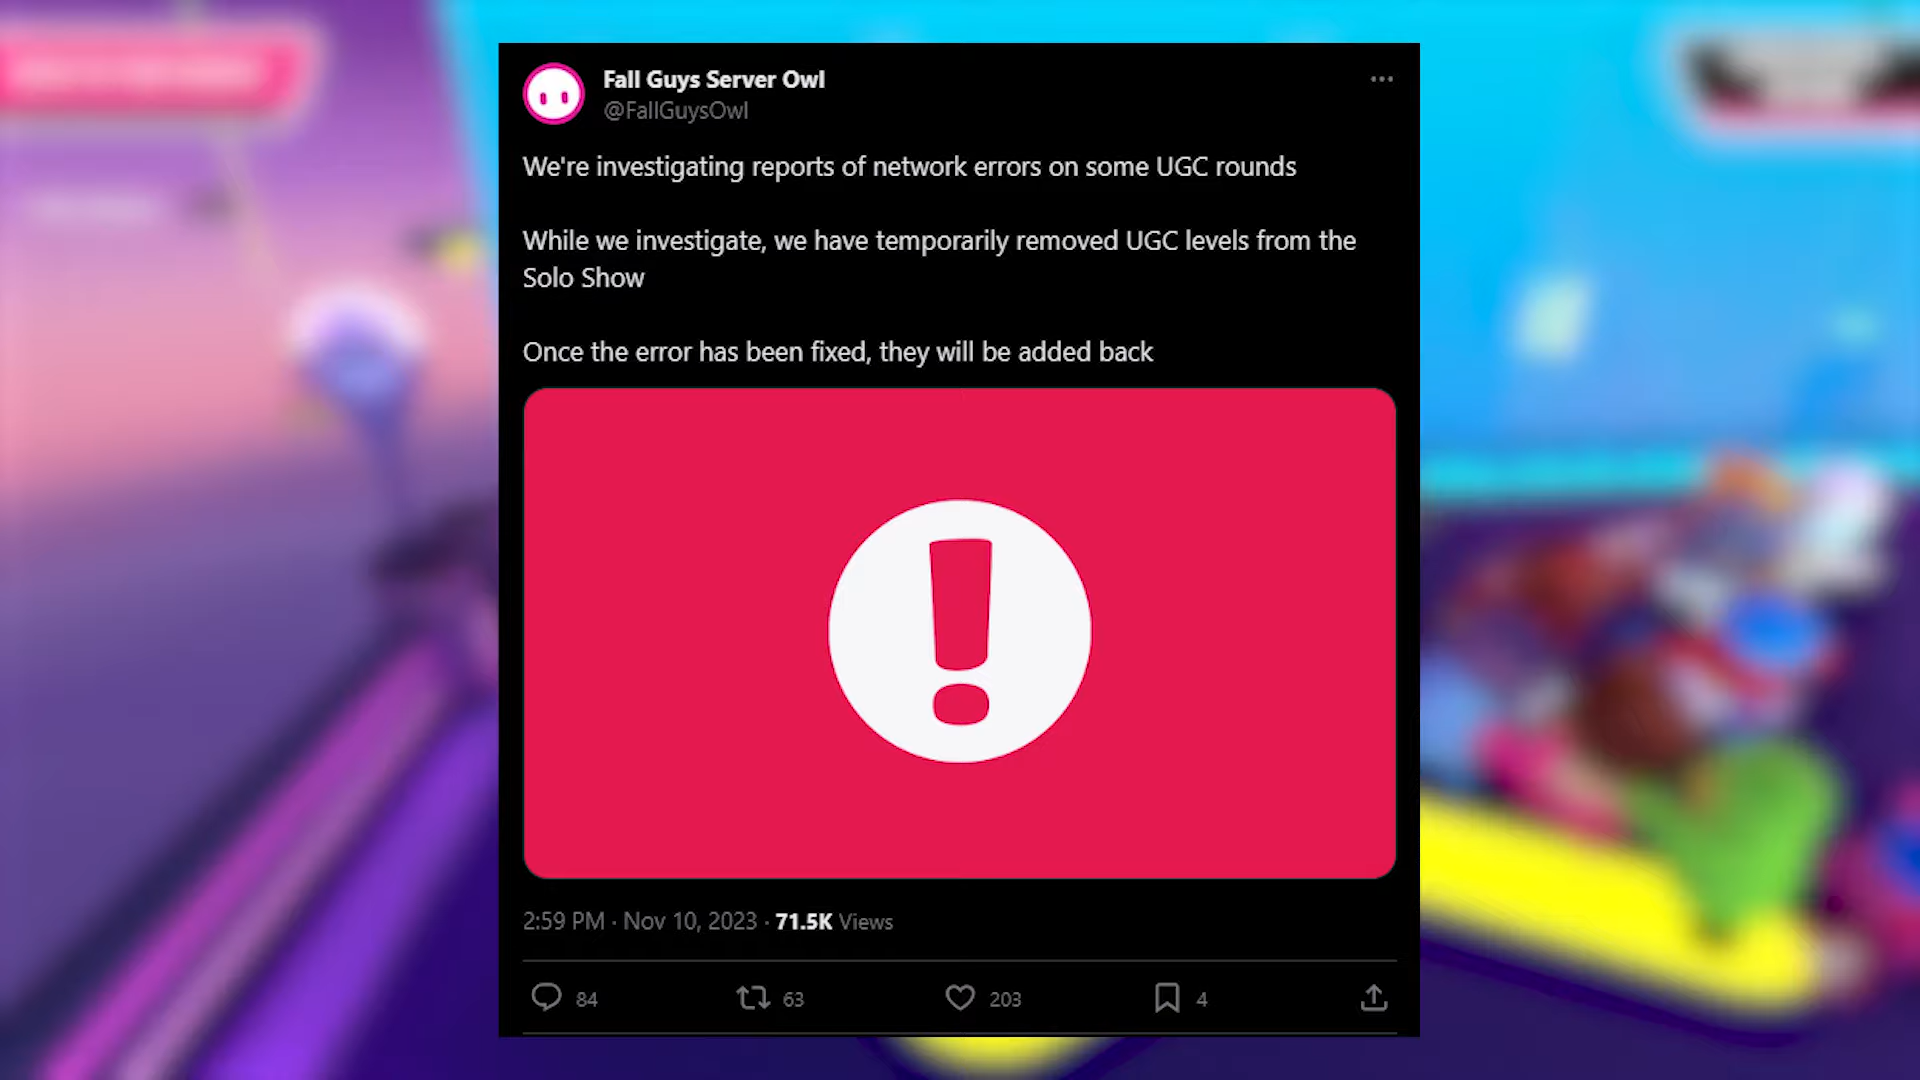 Fall Guys Server Owl
@FallGuysOwl
We're investigating reports of network errors on some UGC rounds
While we investigate, we have temporarily removed UGC levels from the
Solo Show
Once the error has been fixed, they will be added back
!
2:59 PM · Nov 10, 2023 · 71.5K Views
84 63 203 4